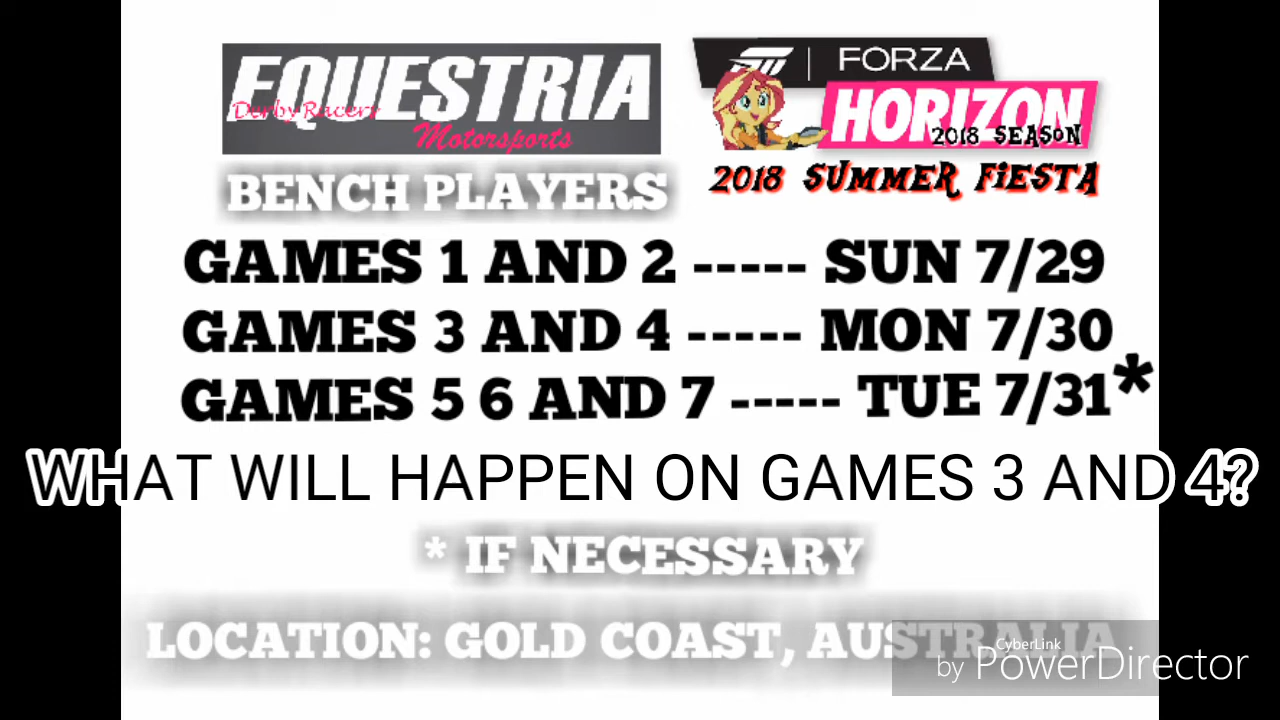 EQUESTRIA
Derby Racers
Motorsports
FORZA
HORIZON
2018 SEASON
2018 SUMMER FIESTA
BENCH PLAYERS
GAMES 1 AND 2 ----- SUN 7/29
GAMES 3 AND 4 ----- MON 7/30
GAMES 5 6 AND 7 ----- TUE 7/31*
WHAT WILL HAPPEN ON GAMES 3 AND 4?
* IF NECESSARY
LOCATION: GOLD COAST, AUSTRALIA
CyberLink
by PowerDirector